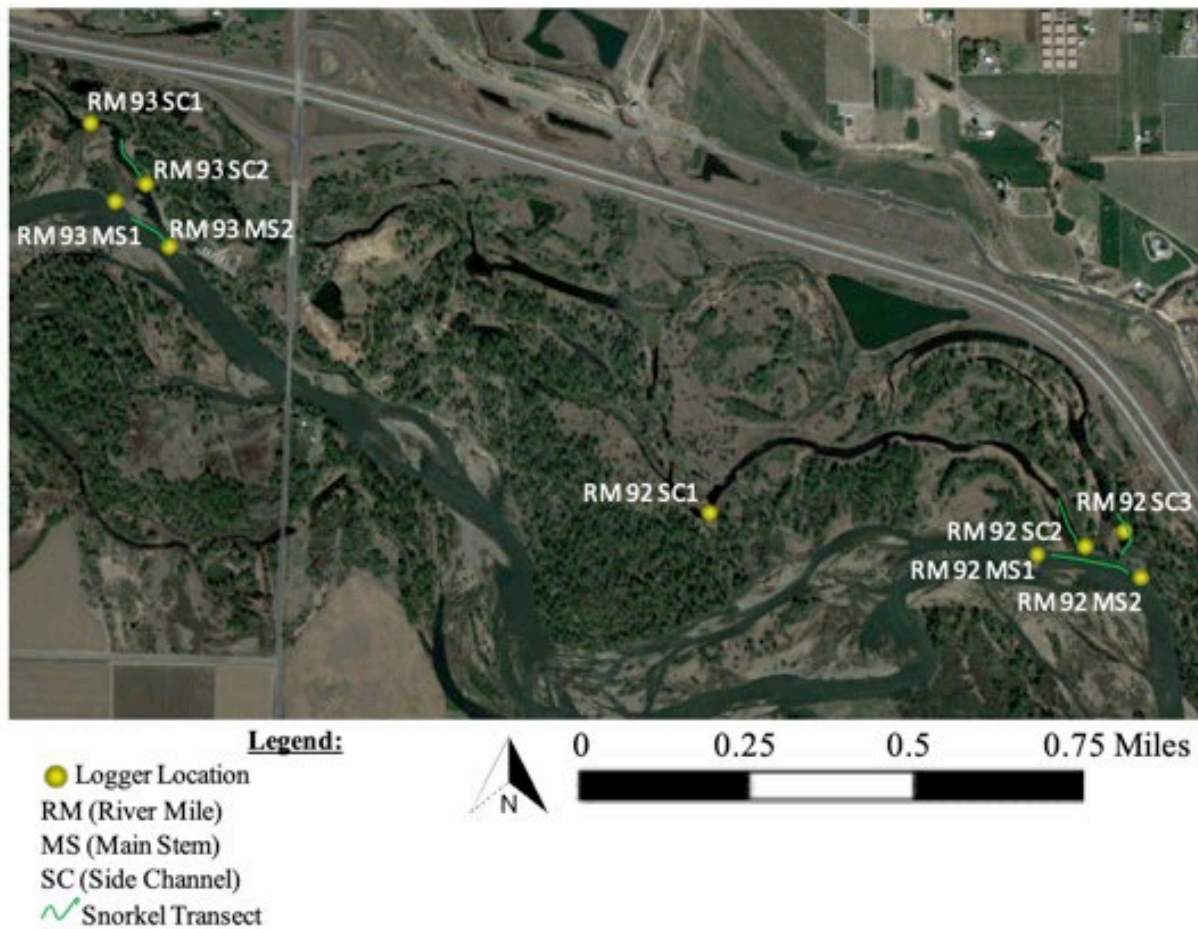 RM 93 SC1
RM 93 SC2
RM 93 MS1
RM 93 MS2
RM 92 SC1
RM 92 SC3
RM 92 SC2
RM 92 MS1
RM 92 MS2
Legend:
Logger Location
RM (River Mile)
MS (Main Stem)
SC (Side Channel)
Snorkel Transect
N
0 0.25 0.5 0.75 Miles